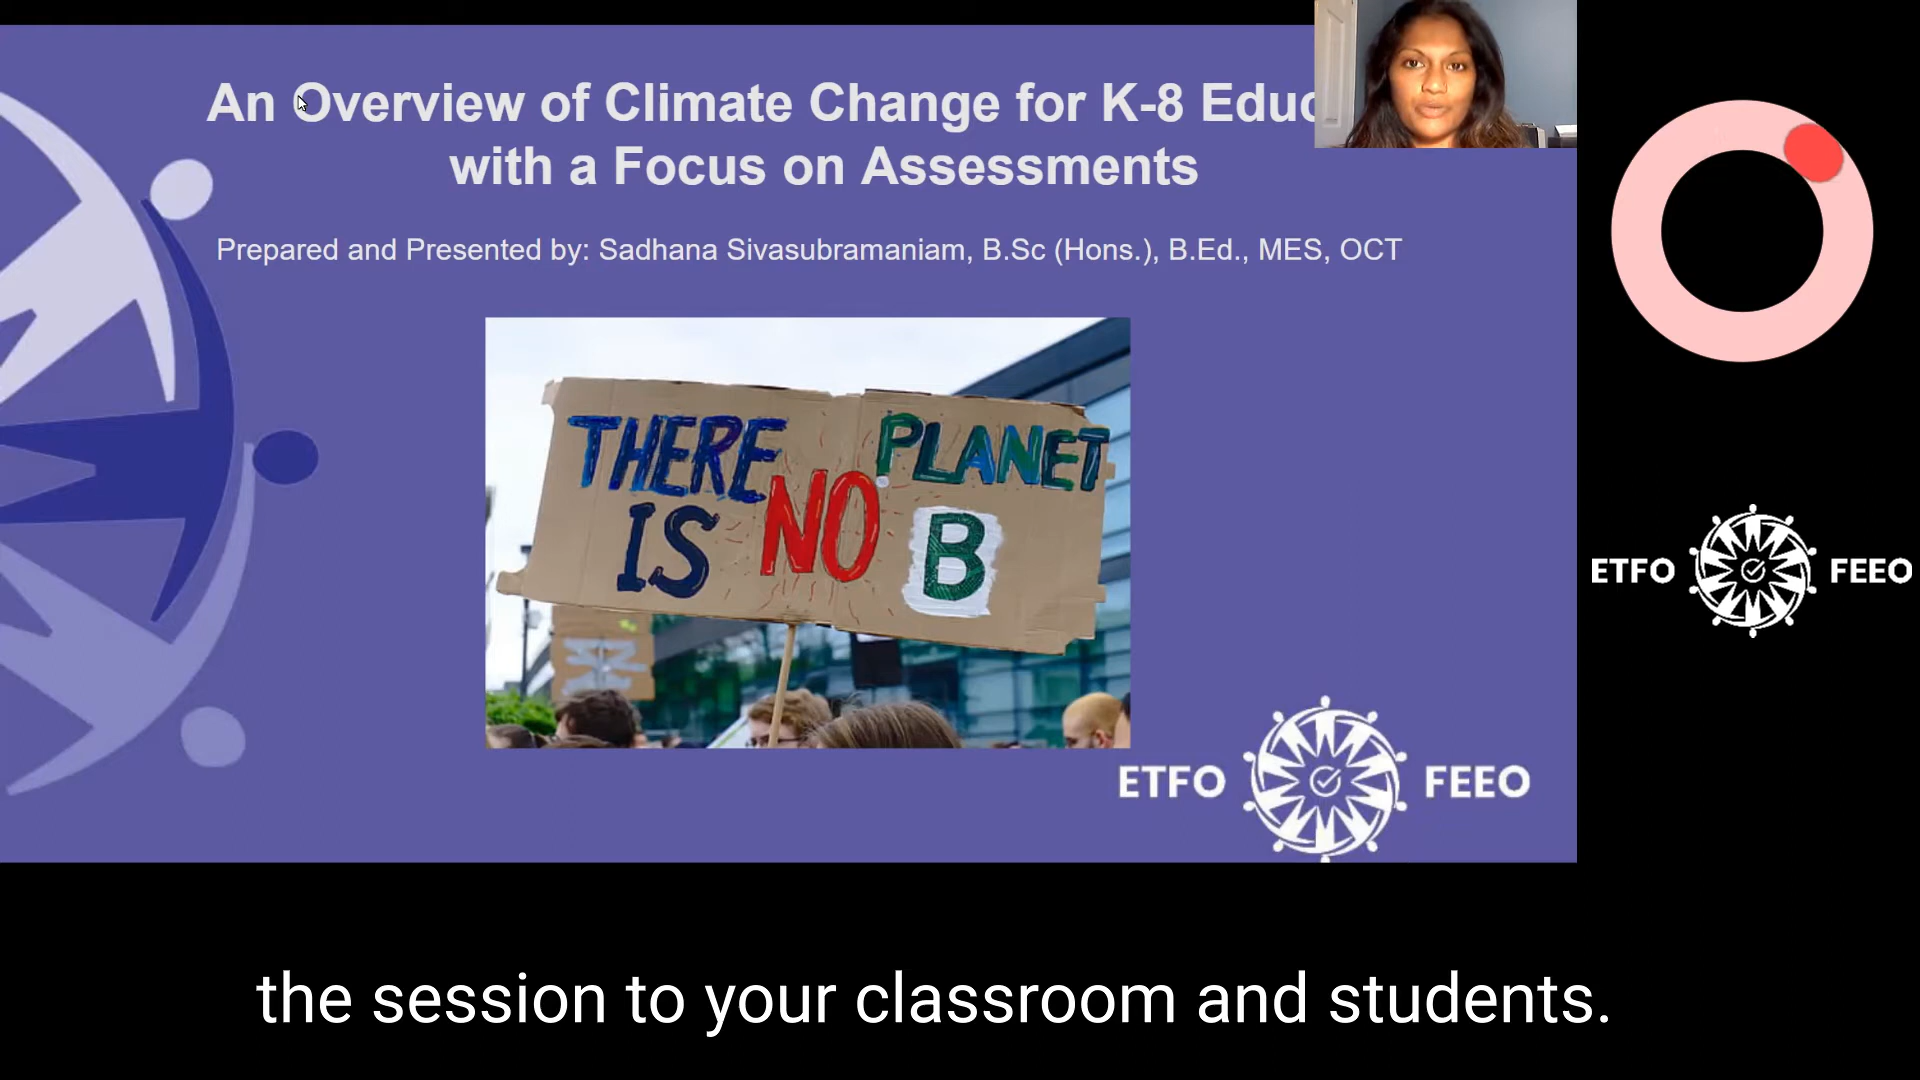 An Overview of Climate Change for K-8 Educ
with a Focus on Assessments
Prepared and Presented by: Sadhana Sivasubramaniam, B.Sc (Hons.), B.Ed., MES, OCT
THERE PLANET
IS NO B
ETFO FEEO
ETFO FEEO
the session to your classroom and students.